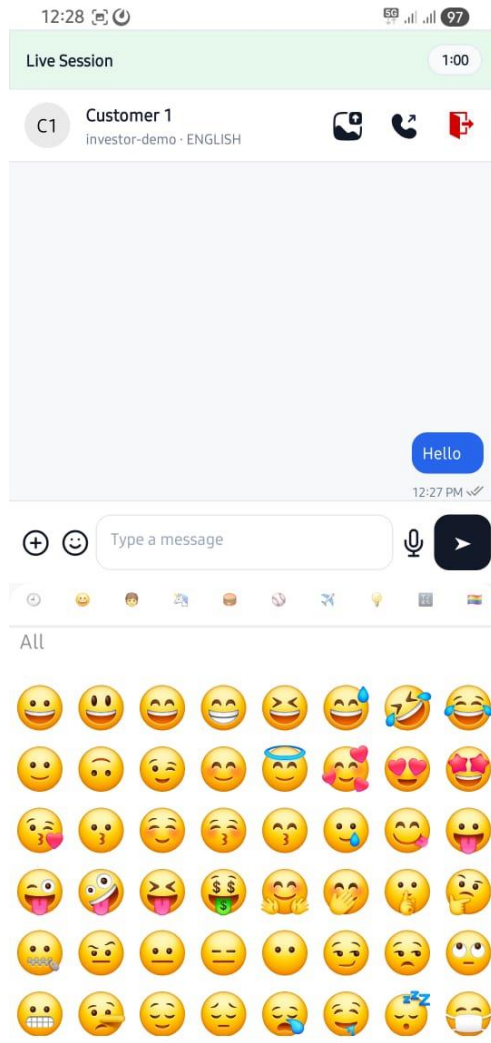 12:28
5G
97
Live Session
1:00
C1
Customer 1
investor-demo · ENGLISH
Hello
12:27 PM
Type a message
All